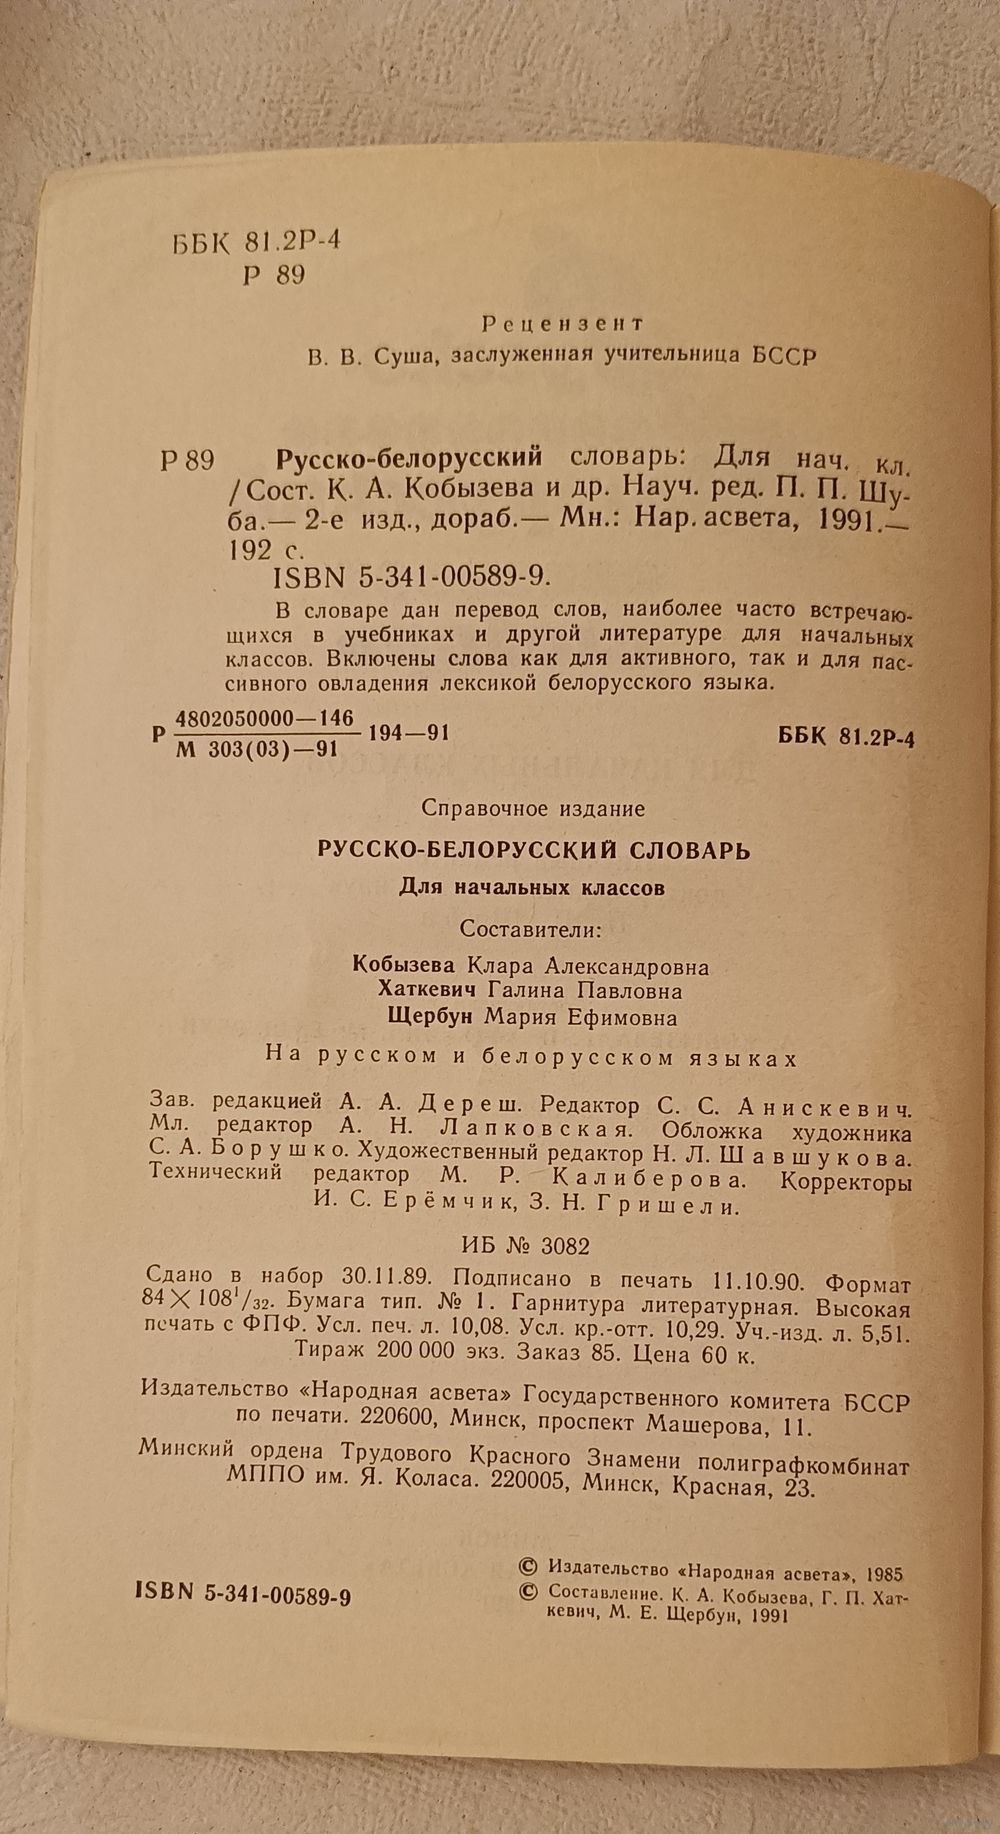 ББК 81.2Р-4
Р 89
Рецензент
В. В. Суша, заслуженная учительница БССР
Р 89 Русско-белорусский словарь: Для нач. кл.
/Сост. К. А. Кобызева и др. Науч. ред. П. П. Шу-
ба.— 2-е изд., дораб.— Мн.: Нар. асвета, 1991.—
192 с.
ISBN 5-341-00589-9.
В словаре дан перевод слов, наиболее часто встречаю-
щихся в учебниках и другой литературе для начальных
классов. Включены слова как для активного, так и для пас-
сивного овладения лексикой белорусского языка.
Р 4802050000—146
М 303(03)—91 194—91 ББК 81.2Р-4
Справочное издание
РУССКО-БЕЛОРУССКИЙ СЛОВАРЬ
Для начальных классов
Составители:
Кобызева Клара Александровна
Хаткевич Галина Павловна
Щербун Мария Ефимовна
На русском и белорусском языках
Зав. редакцией А. А. Дереш. Редактор С. С. Анискевич.
Мл. редактор А. Н. Лапковская. Обложка художника
С. А. Борушко. Художественный редактор Н. Л. Шавшукова.
Технический редактор М. Р. Калиберова. Корректоры
И. С. Ерёмчик, З. Н. Гришели.
ИБ № 3082
Сдано в набор 30.11.89. Подписано в печать 11.10.90. Формат
84×108¹/₃₂. Бумага тип. № 1. Гарнитура литературная. Высокая
печать с ФПФ. Усл. печ. л. 10,08. Усл. кр.-отт. 10,29. Уч.-изд. л. 5,51.
Тираж 200 000 экз. Заказ 85. Цена 60 к.
Издательство «Народная асвета» Государственного комитета БССР
по печати. 220600, Минск, проспект Машерова, 11.
Минский ордена Трудового Красного Знамени полиграфкомбинат
МППО им. Я. Коласа. 220005, Минск, Красная, 23.
© Издательство «Народная асвета», 1985
ISBN 5-341-00589-9 © Составление. К. А. Кобызева, Г. П. Хат-
кевич, М. Е. Щербун, 1991